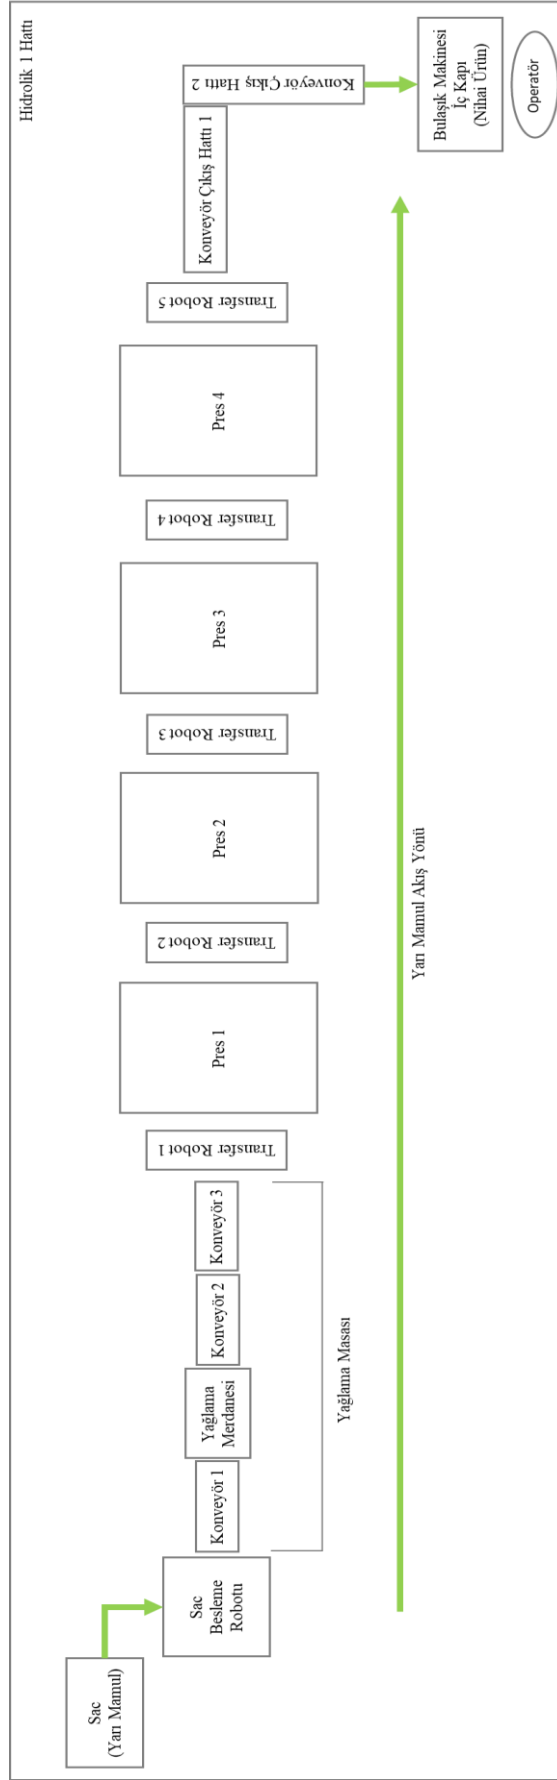 Hidrolik 1 Hattı
Sac
(Yarı Mamul)
Sac
Besleme
Robotu
Konveyör 1
Yağlama
Merdanesi
Konveyör 2
Konveyör 3
Yağlama Masası
Transfer Robot 1
Pres 1
Transfer Robot 2
Pres 2
Transfer Robot 3
Pres 3
Transfer Robot 4
Pres 4
Transfer Robot 5
Konveyör Çıkış Hattı 1
Konveyör Çıkış Hattı 2
Bulaşık Makinesi
İç Kapı
(Nihai Ürün)
Operatör
Yarı Mamul Akış Yönü